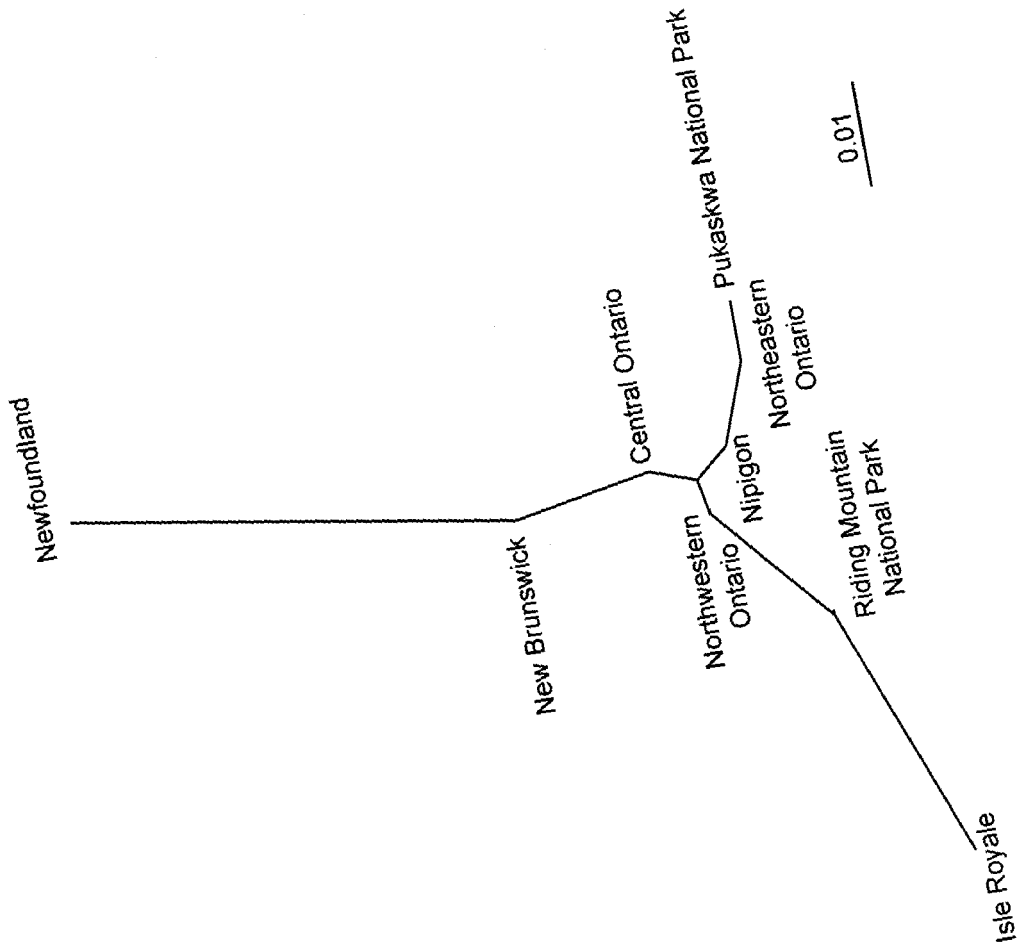 Newfoundland
New Brunswick
Central Ontario
Pukaskwa National Park
0.01
Northeastern
Ontario
Nipigon
Northwestern
Ontario
Riding Mountain
National Park
Isle Royale